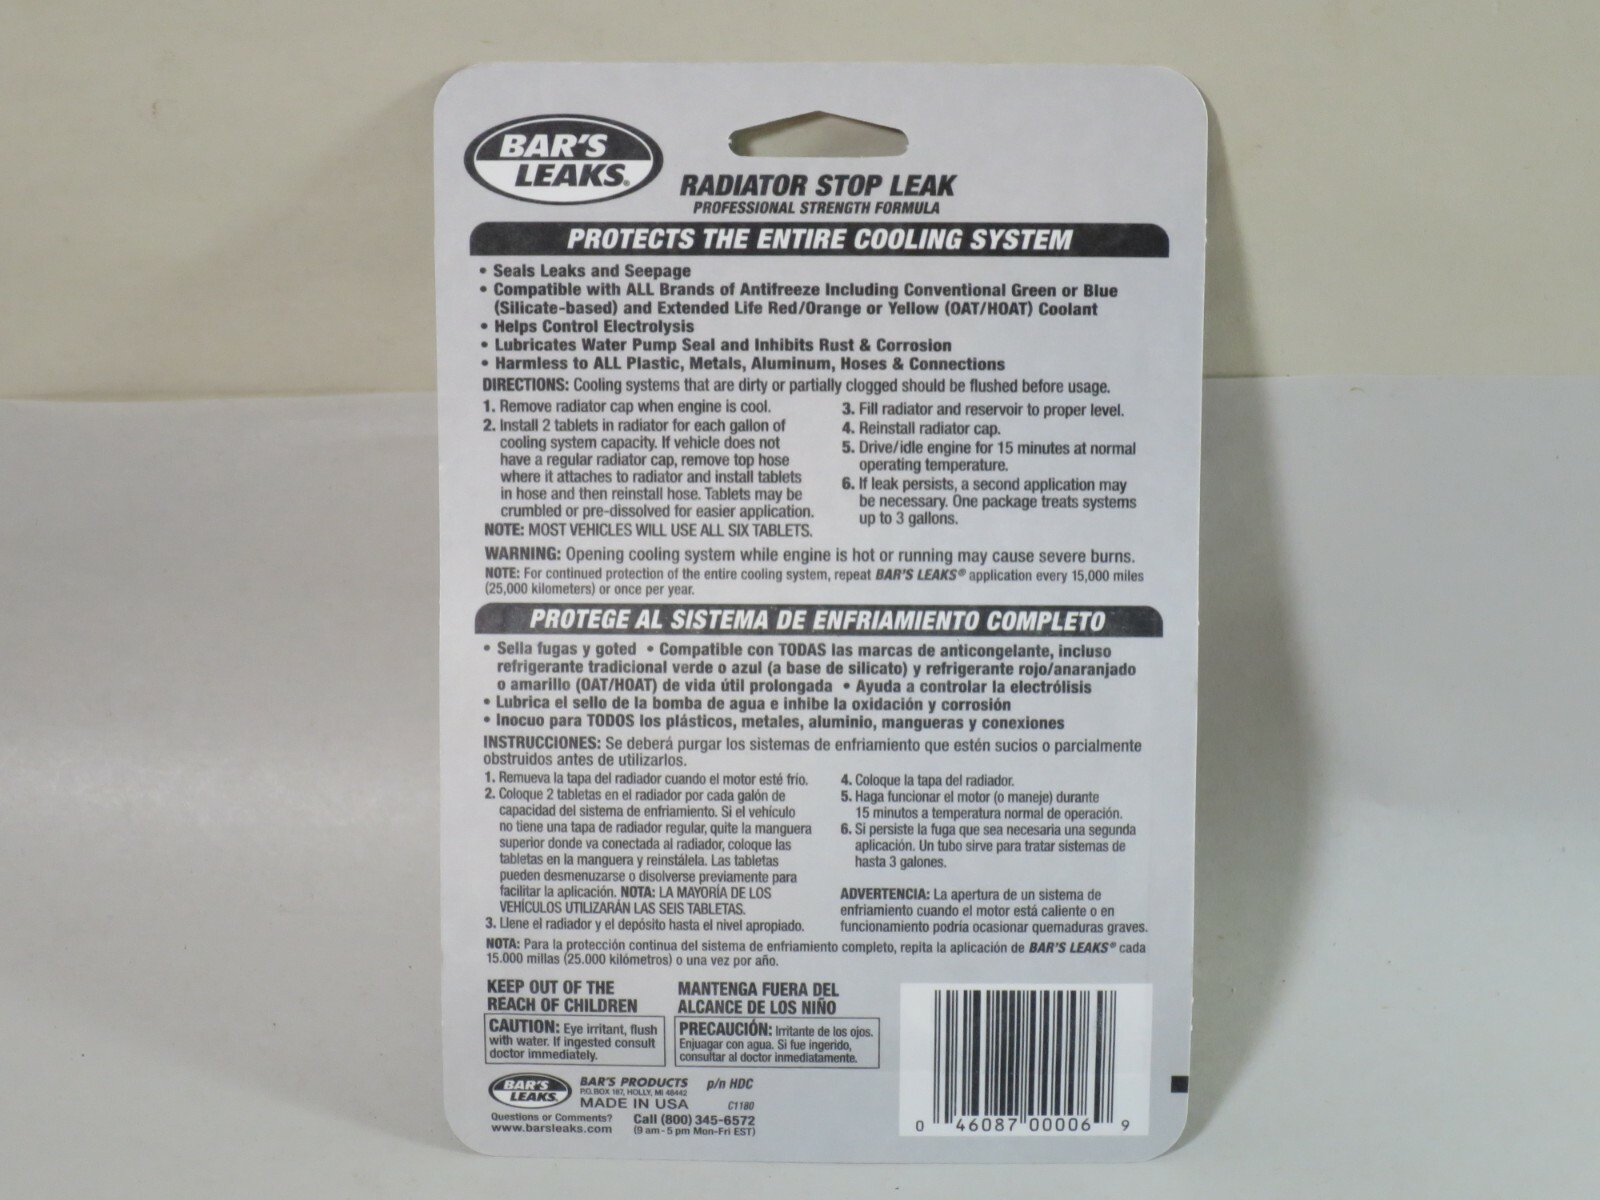 BAR'S
LEAKS®
RADIATOR STOP LEAK
PROFESSIONAL STRENGTH FORMULA
PROTECTS THE ENTIRE COOLING SYSTEM
• Seals Leaks and Seepage
• Compatible with ALL Brands of Antifreeze Including Conventional Green or Blue
(Silicate-based) and Extended Life Red/Orange or Yellow (OAT/HOAT) Coolant
• Helps Control Electrolysis
• Lubricates Water Pump Seal and Inhibits Rust & Corrosion
• Harmless to ALL Plastic, Metals, Aluminum, Hoses & Connections
DIRECTIONS: Cooling systems that are dirty or partially clogged should be flushed before usage.
1. Remove radiator cap when engine is cool.
2. Install 2 tablets in radiator for each gallon of
cooling system capacity. If vehicle does not
have a regular radiator cap, remove top hose
where it attaches to radiator and install tablets
in hose and then reinstall hose. Tablets may be
crumbled or pre-dissolved for easier application.
NOTE: MOST VEHICLES WILL USE ALL SIX TABLETS.
3. Fill radiator and reservoir to proper level.
4. Reinstall radiator cap.
5. Drive/idle engine for 15 minutes at normal
operating temperature.
6. If leak persists, a second application may
be necessary. One package treats systems
up to 3 gallons.
WARNING: Opening cooling system while engine is hot or running may cause severe burns.
NOTE: For continued protection of the entire cooling system, repeat BAR'S LEAKS® application every 15,000 miles
(25,000 kilometers) or once per year.
PROTEGE AL SISTEMA DE ENFRIAMIENTO COMPLETO
• Sella fugas y goted • Compatible con TODAS las marcas de anticongelante, incluso
refrigerante tradicional verde o azul (a base de silicato) y refrigerante rojo/anaranjado
o amarillo (OAT/HOAT) de vida útil prolongada • Ayuda a controlar la electrólisis
• Lubrica el sello de la bomba de agua e inhibe la oxidación y corrosión
• Inocuo para TODOS los plásticos, metales, aluminio, mangueras y conexiones
INSTRUCCIONES: Se deberá purgar los sistemas de enfriamiento que estén sucios o parcialmente
obstruidos antes de utilizarlos.
1. Remueva la tapa del radiador cuando el motor esté frío.
2. Coloque 2 tabletas en el radiador por cada galón de
capacidad del sistema de enfriamiento. Si el vehículo
no tiene una tapa de radiador regular, quite la manguera
superior donde va conectada al radiador, coloque las
tabletas en la manguera y reinstálela. Las tabletas
pueden desmenuzarse o disolverse previamente para
facilitar la aplicación. NOTA: LA MAYORÍA DE LOS
VEHÍCULOS UTILIZARÁN LAS SEIS TABLETAS.
3. Llene el radiador y el depósito hasta el nivel apropiado.
4. Coloque la tapa del radiador.
5. Haga funcionar el motor (o maneje) durante
15 minutos a temperatura normal de operación.
6. Si persiste la fuga que sea necesaria una segunda
aplicación. Un tubo sirve para tratar sistemas de
hasta 3 galones.
ADVERTENCIA: La apertura de un sistema de
enfriamiento cuando el motor está caliente o en
funcionamiento podría ocasionar quemaduras graves.
NOTA: Para la protección continua del sistema de enfriamiento completo, repita la aplicación de BAR'S LEAKS® cada
15.000 millas (25.000 kilómetros) o una vez por año.
KEEP OUT OF THE
REACH OF CHILDREN
CAUTION: Eye irritant, flush
with water. If ingested consult
doctor immediately.
MANTENGA FUERA DEL
ALCANCE DE LOS NIÑO
PRECAUCIÓN: Irritante de los ojos.
Enjuagar con agua. Si fue ingerido,
consultar al doctor inmediatamente.
BAR'S
LEAKS.
BAR'S PRODUCTS p/n HDC
P.O. BOX 187, HOLLY, MI 48442
MADE IN USA C1180
Questions or Comments? Call (800) 345-6572
www.barsleaks.com (9 am-5 pm Mon-Fri EST)
0 46087 00006 9